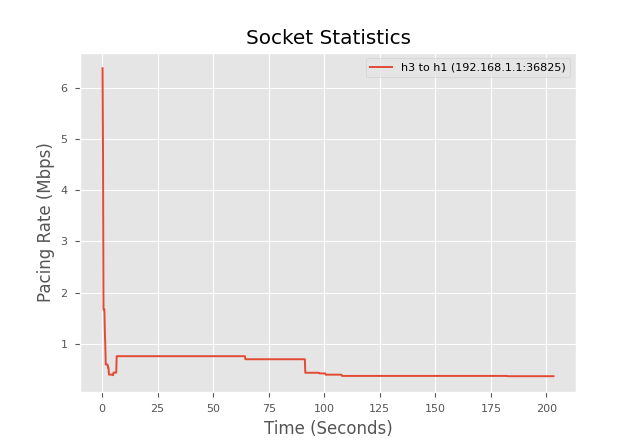 Socket Statistics
h3 to h1 (192.168.1.1:36825)
Pacing Rate (Mbps)
6
5
4
3
2
1
0 25 50 75 100 125 150 175 200
Time (Seconds)